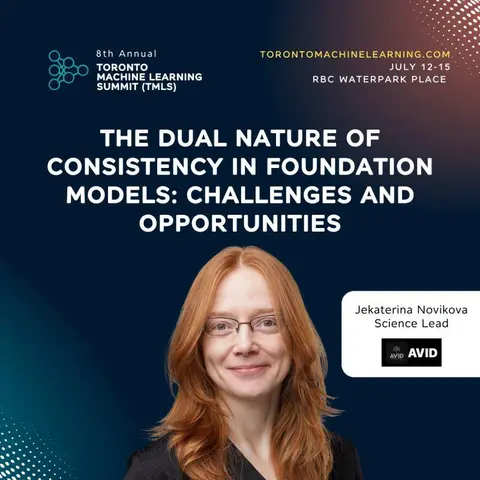 8th Annual
TORONTO
MACHINE LEARNING
SUMMIT (TMLS)
TORONTOMACHINELEARNING.COM
JULY 12-15
RBC WATERPARK PLACE
THE DUAL NATURE OF
CONSISTENCY IN FOUNDATION
MODELS: CHALLENGES AND
OPPORTUNITIES
Jekaterina Novikova
Science Lead
AVID AVID